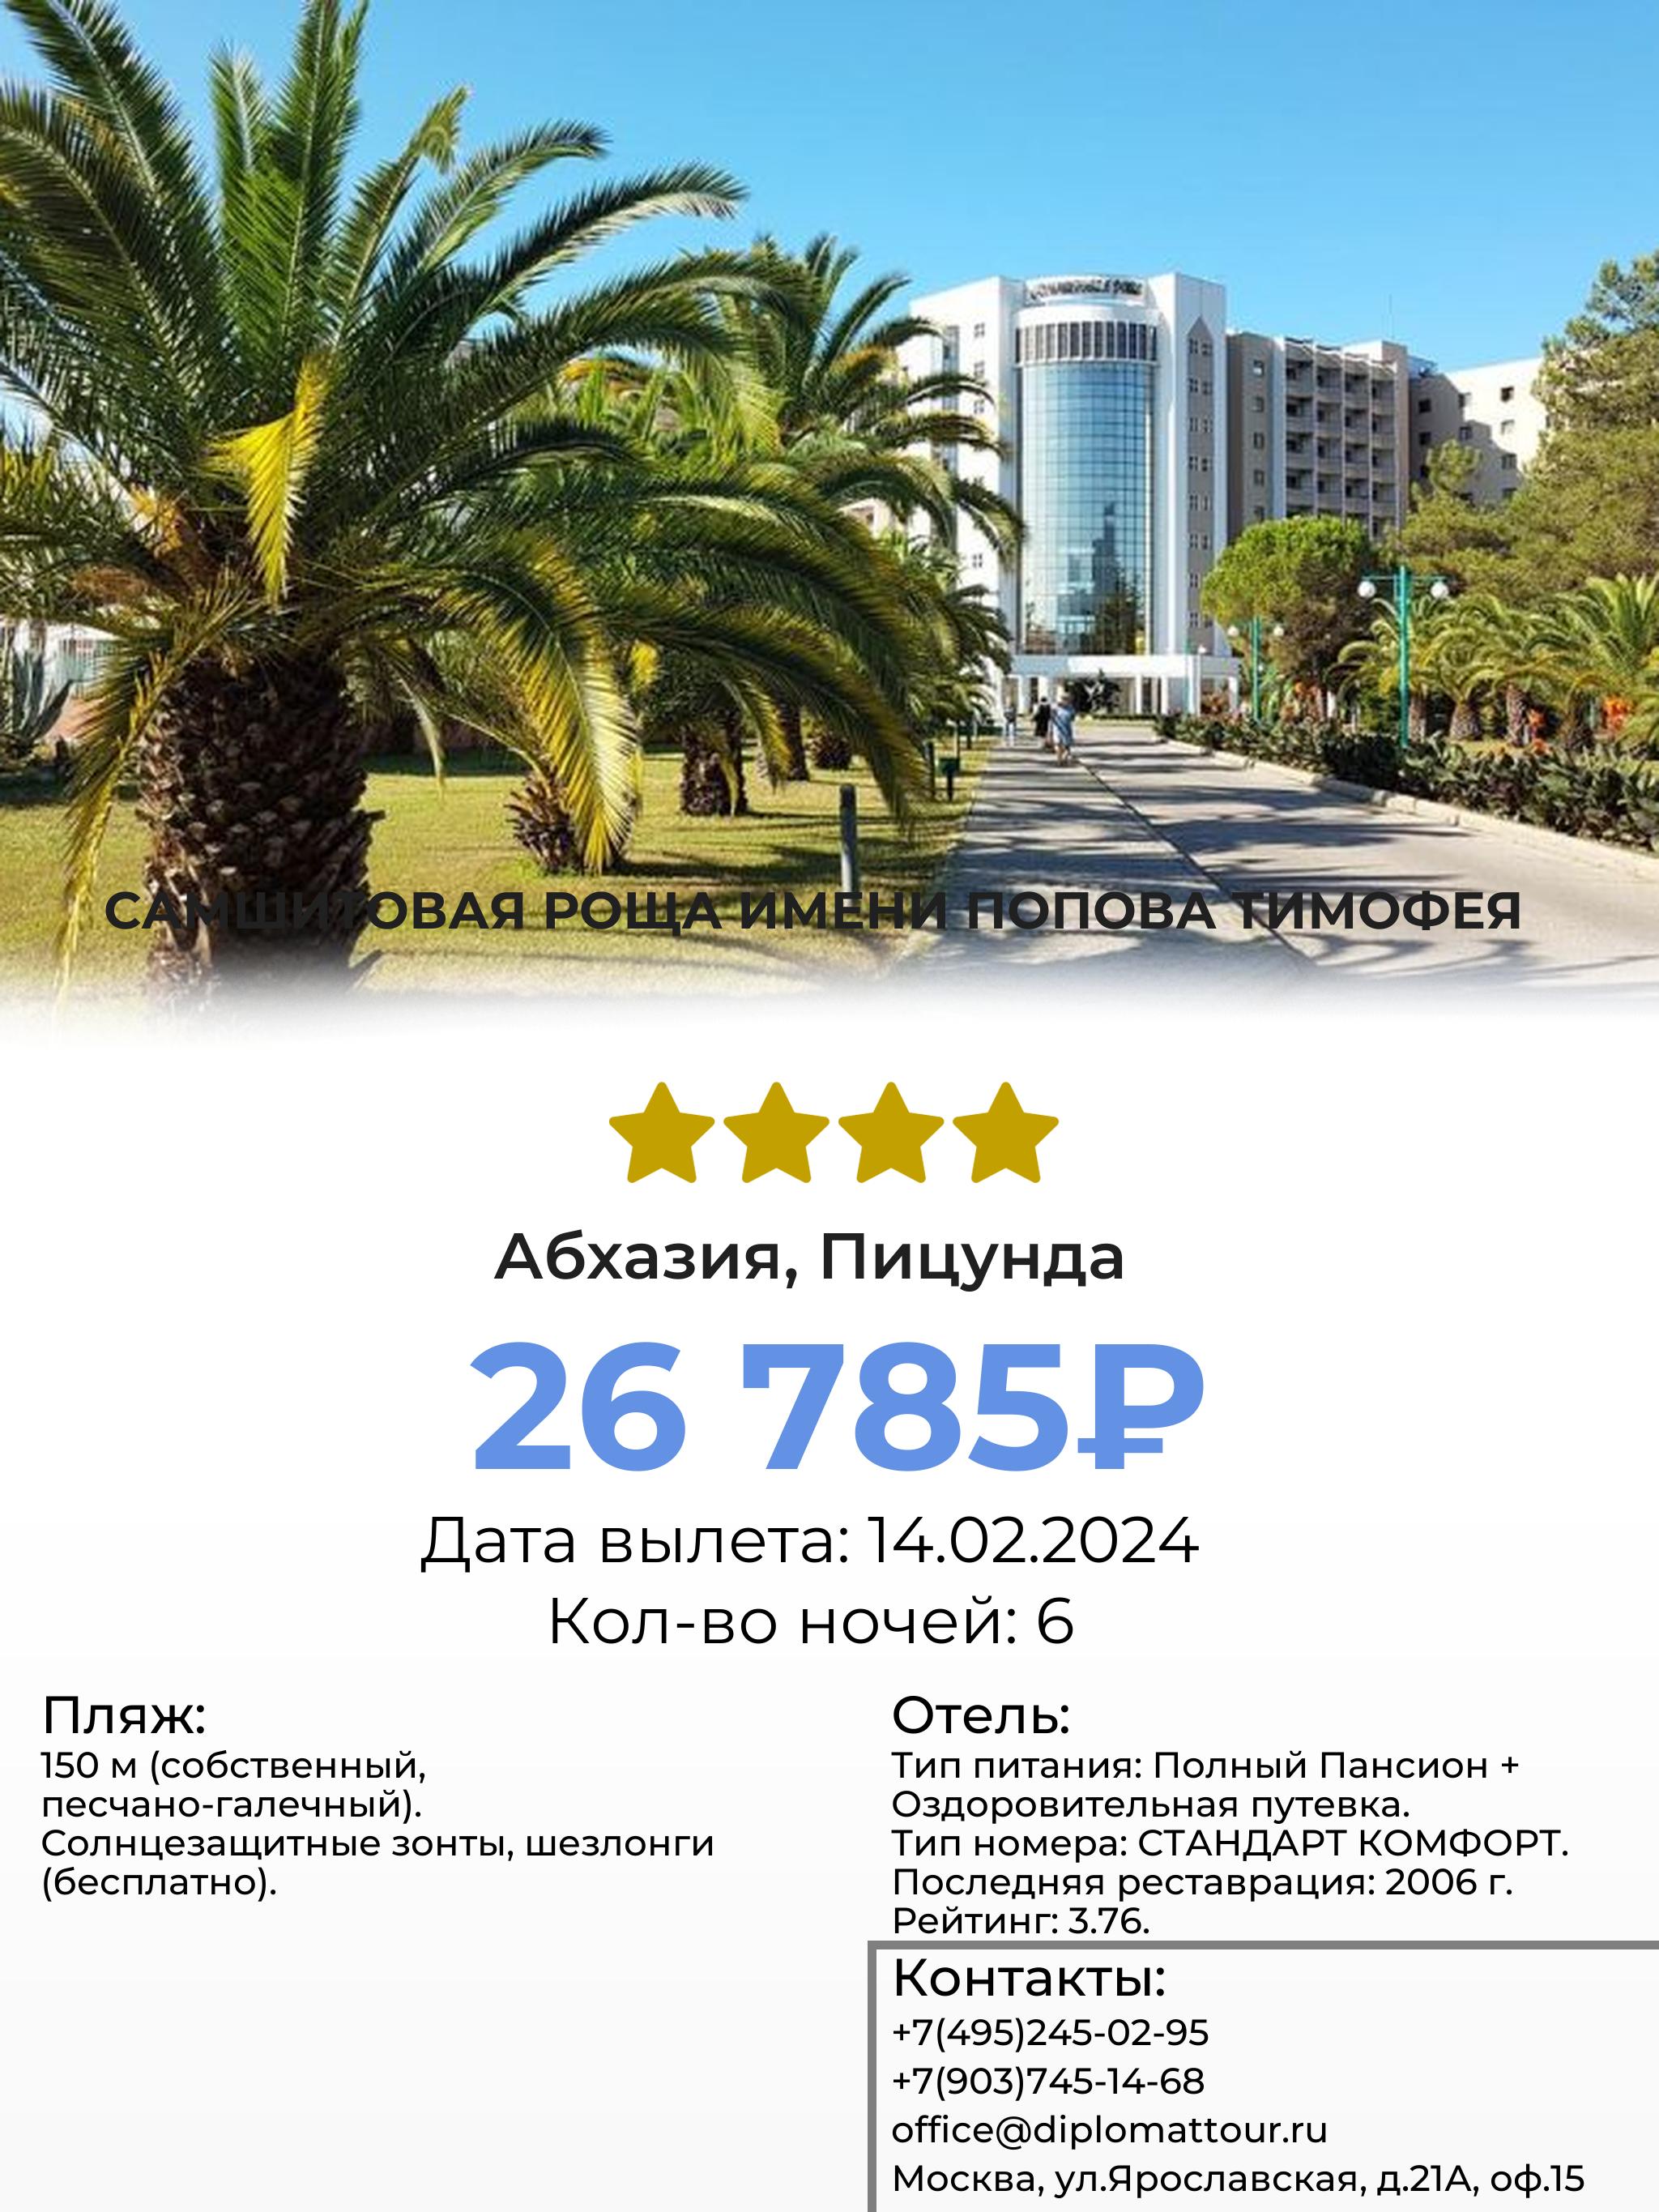 САМШИТОВАЯ РОЩА ИМЕНИ ПОПОВА ТИМОФЕЯ
Абхазия, Пицунда
26 785₽
Дата вылета: 14.02.2024
Кол-во ночей: 6
Пляж:
150 м (собственный,
песчано-галечный).
Солнцезащитные зонты, шезлонги
(бесплатно).
Отель:
Тип питания: Полный Пансион +
Оздоровительная путевка.
Тип номера: СТАНДАРТ КОМФОРТ.
Последняя реставрация: 2006 г.
Рейтинг: 3.76.
Контакты:
+7(495)245-02-95
+7(903)745-14-68
office@diplomattour.ru
Москва, ул.Ярославская, д.21А, оф.15